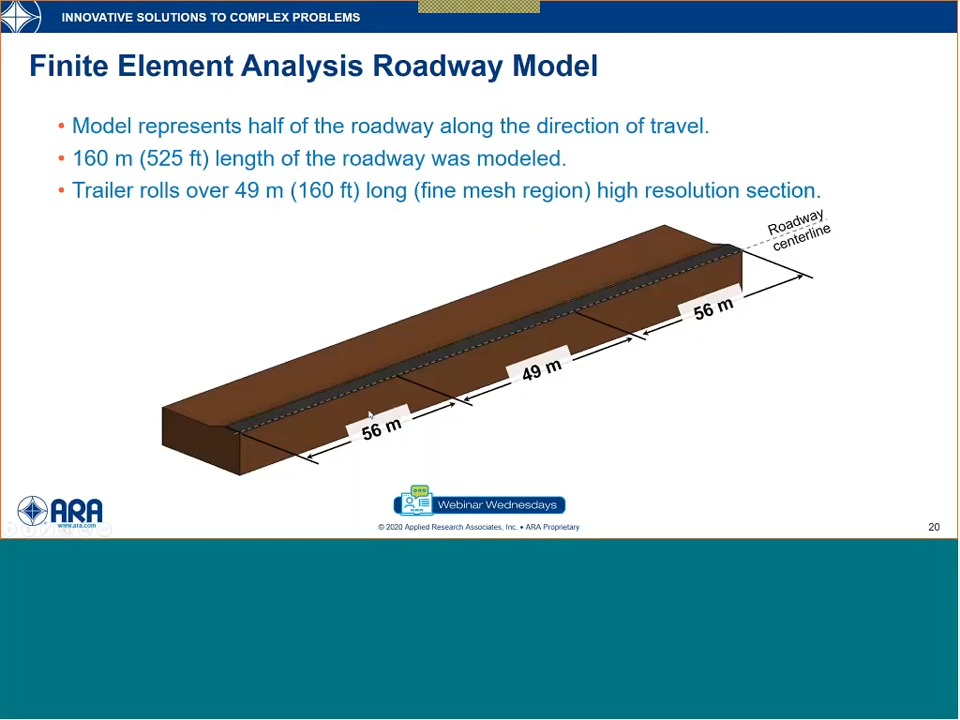 INNOVATIVE SOLUTIONS TO COMPLEX PROBLEMS
Finite Element Analysis Roadway Model
• Model represents half of the roadway along the direction of travel.
• 160 m (525 ft) length of the roadway was modeled.
• Trailer rolls over 49 m (160 ft) long (fine mesh region) high resolution section.
Roadway
centerline
56 m
49 m
56 m
ARA
www.ara.com
Webinar Wednesdays
© 2020 Applied Research Associates, Inc. • ARA Proprietary
20